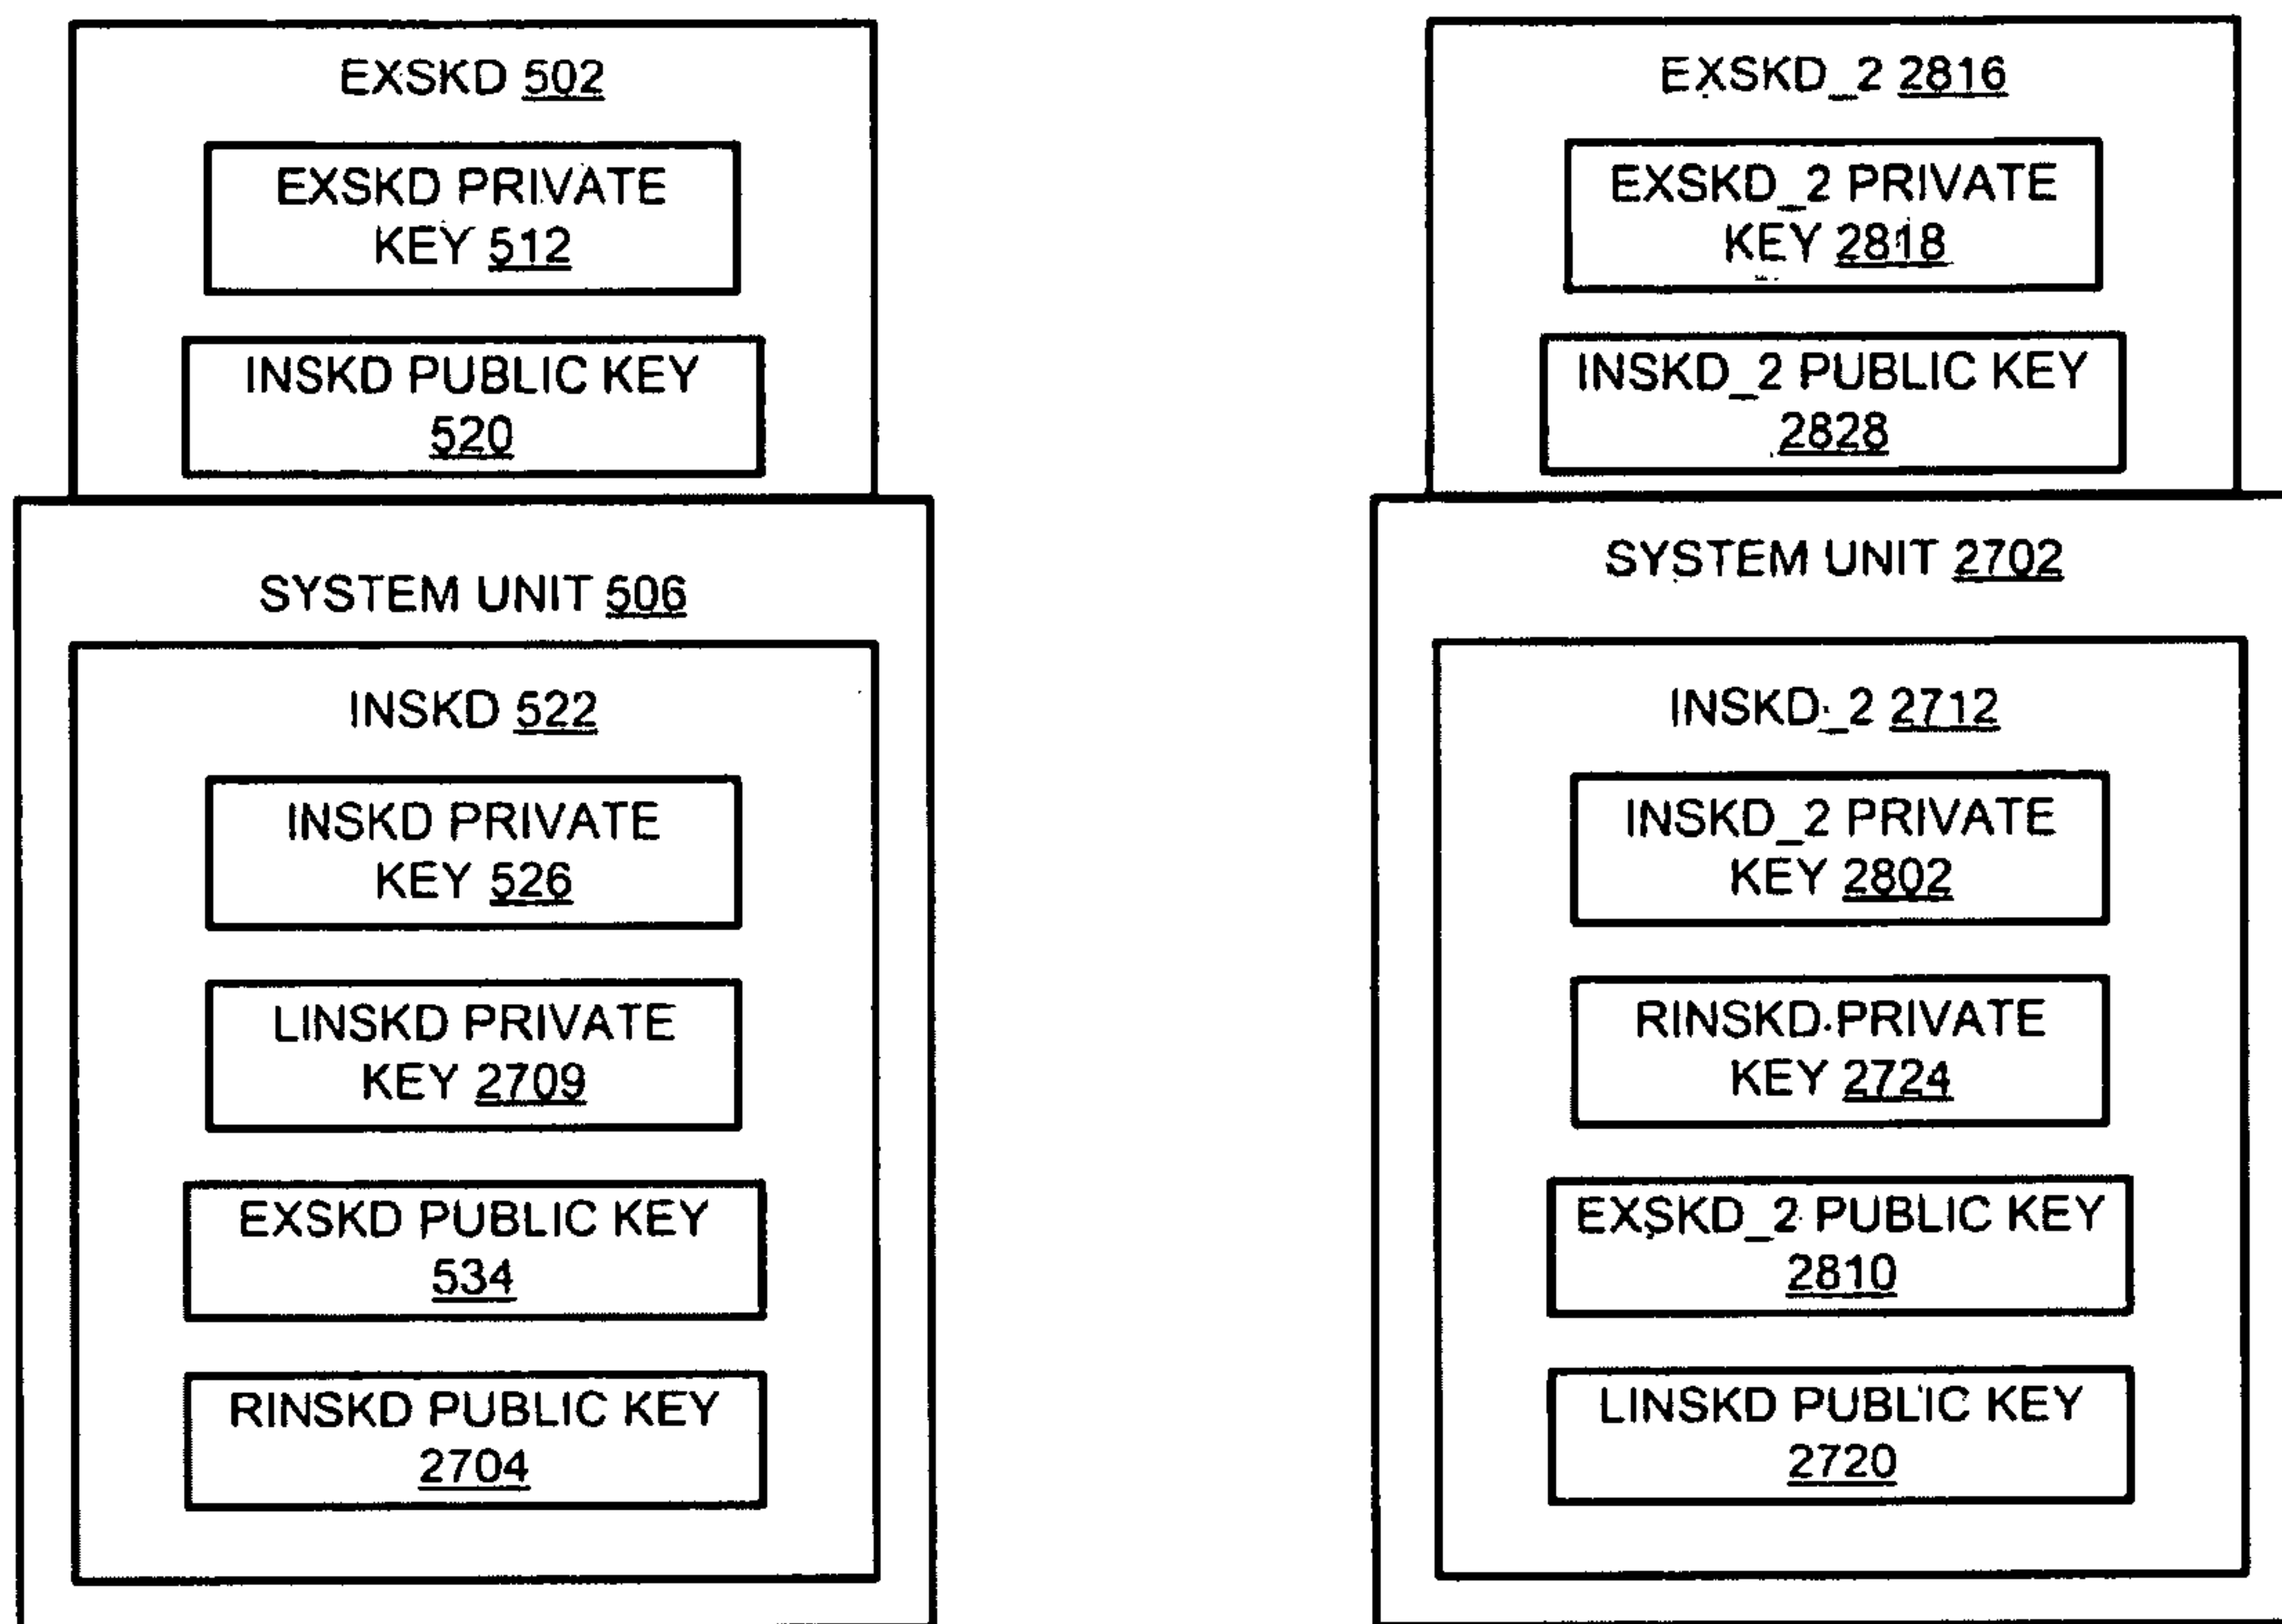 EXSKD 502
EXSKD PRIVATE
KEY 512
INSKD PUBLIC KEY
520
SYSTEM UNIT 506
INSKD 522
INSKD PRIVATE
KEY 526
LINSKD PRIVATE
KEY 2709
EXSKD PUBLIC KEY
534
RINSKD PUBLIC KEY
2704
EXSKD_2 2816
EXSKD_2 PRIVATE
KEY 2818
INSKD_2 PUBLIC KEY
2828
SYSTEM UNIT 2702
INSKD_2 2712
INSKD_2 PRIVATE
KEY 2802
RINSKD PRIVATE
KEY 2724
EXSKD_2 PUBLIC KEY
2810
LINSKD PUBLIC KEY
2720